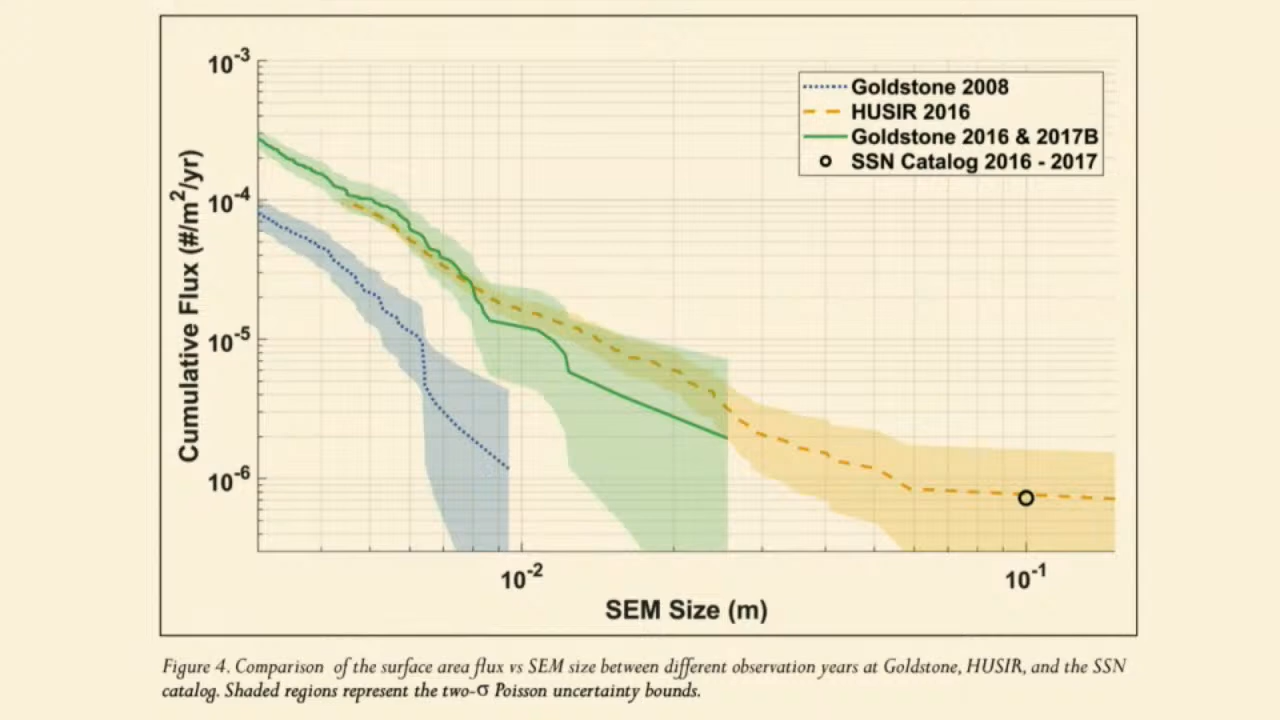 10⁻³
10⁻⁴
10⁻⁵
10⁻⁶
Cumulative Flux (#/m²/yr)
Goldstone 2008
HUSIR 2016
Goldstone 2016 & 2017B
SSN Catalog 2016 - 2017
10⁻²
10⁻¹
SEM Size (m)
Figure 4. Comparison of the surface area flux vs SEM size between different observation years at Goldstone, HUSIR, and the SSN
catalog. Shaded regions represent the two-σ Poisson uncertainty bounds.